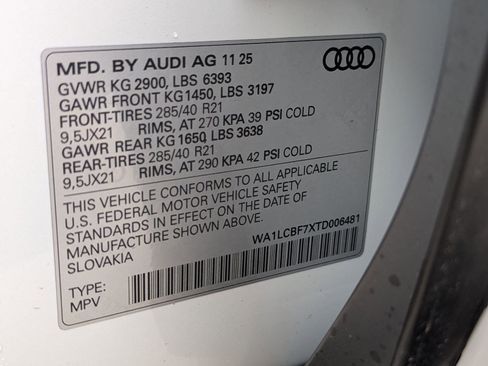 MFD. BY AUDI AG 11 25
GVWR KG 2900, LBS 6393
GAWR FRONT KG 1450, LBS 3197
FRONT-TIRES 285/40 R21
9,5JX21 RIMS, AT 270 KPA 39 PSI COLD
GAWR REAR KG 1650, LBS 3638
REAR-TIRES 285/40 R21
9,5JX21 RIMS, AT 290 KPA 42 PSI COLD
THIS VEHICLE CONFORMS TO ALL APPLICABLE
U.S. FEDERAL MOTOR VEHICLE SAFETY
STANDARDS IN EFFECT ON THE DATE OF
MANUFACTURE SHOWN ABOVE.
SLOVAKIA
WA1LCBF7XTD006481
TYPE:
MPV